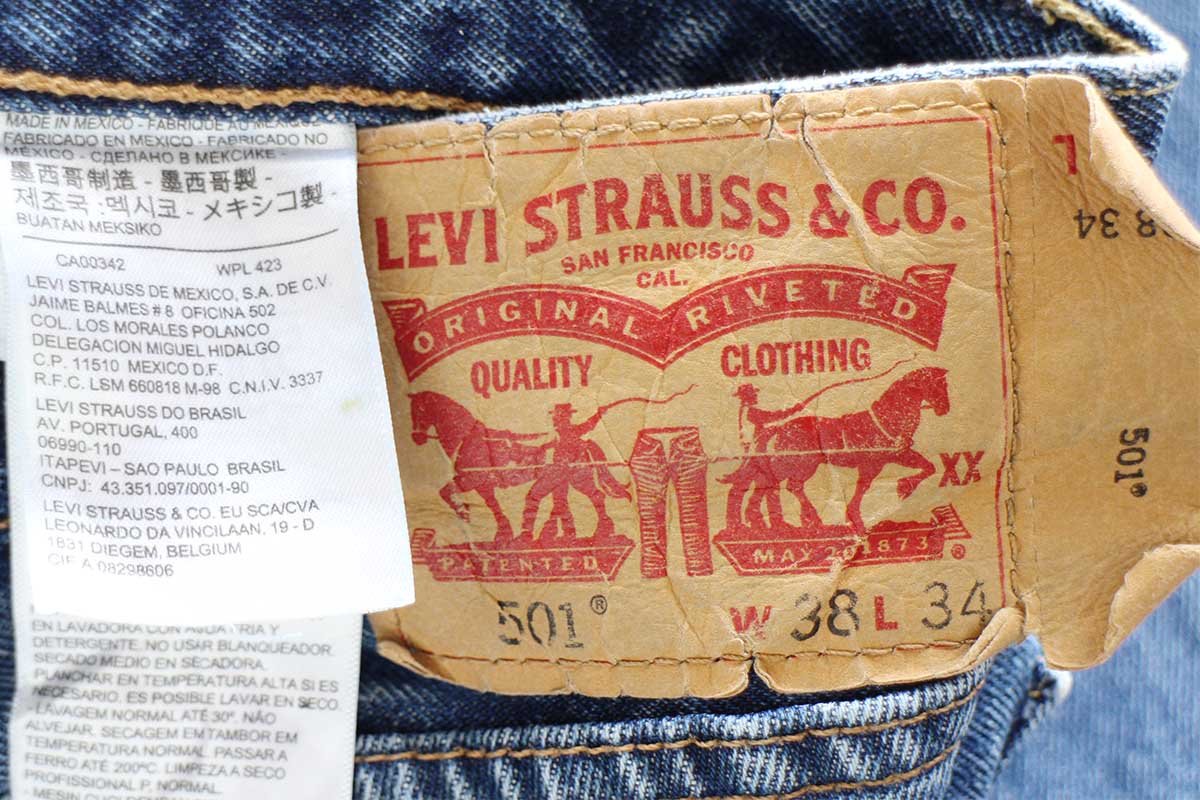 MADE IN MEXICO - FABRIQUÉ AU MEXIQUE
FABRICADO EN MÉXICO - FABRICADO NO
MÉXICO - СДЕЛАНО В МЕКСИКЕ -
墨西哥制造 - 墨西哥製 -
제조국 :멕시코 - メキシコ製 -
BUATAN MEKSIKO
CA00342 WPL 423
LEVI STRAUSS DE MEXICO, S.A. DE C.V.
JAIME BALMES # 8 OFICINA 502
COL. LOS MORALES POLANCO
DELEGACION MIGUEL HIDALGO
C.P. 11510 MEXICO D.F.
R.F.C. LSM 660818 M-98 C.N.I.V. 3337
LEVI STRAUSS DO BRASIL
AV. PORTUGAL, 400
06990-110
ITAPEVI – SAO PAULO BRASIL
CNPJ: 43.351.097/0001-90
LEVI STRAUSS & CO. EU SCA/CVA
LEONARDO DA VINCILAAN, 19 - D
1831 DIEGEM, BELGIUM
CIF A 08298606
EN LAVADORA CON AGUA FRIA Y
DETERGENTE. NO USAR BLANQUEADOR.
SECADO MEDIO EN SECADORA.
PLANCHAR EN TEMPERATURA ALTA SI ES
NECESARIO. ES POSIBLE LAVAR EN SECO.
- LAVAGEM NORMAL ATÉ 30°. NÃO
ALVEJAR. SECAGEM EM TAMBOR EM
TEMPERATURA NORMAL PASSAR A
FERRO ATÉ 200°C. LIMPEZA A SECO
PROFISSIONAL P, NORMAL
LEVI STRAUSS & CO.
SAN FRANCISCO
CAL.
ORIGINAL RIVETED
QUALITY CLOTHING
XX
PATENTED MAY 20 1873 ®
501® W 38 L 34
L
38 34
501®